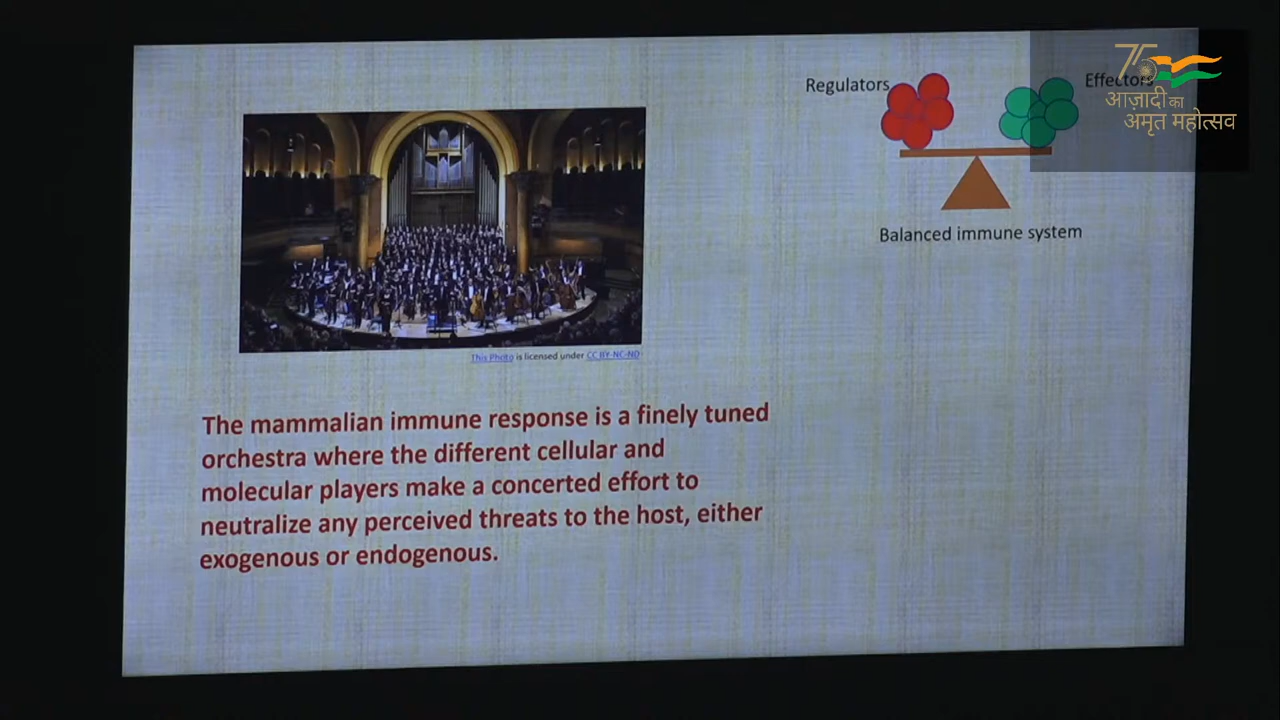 75
आज़ादी का
अमृत महोत्सव
Regulators
Effectors
Balanced immune system
This Photo is licensed under CC BY-NC-ND
The mammalian immune response is a finely tuned
orchestra where the different cellular and
molecular players make a concerted effort to
neutralize any perceived threats to the host, either
exogenous or endogenous.